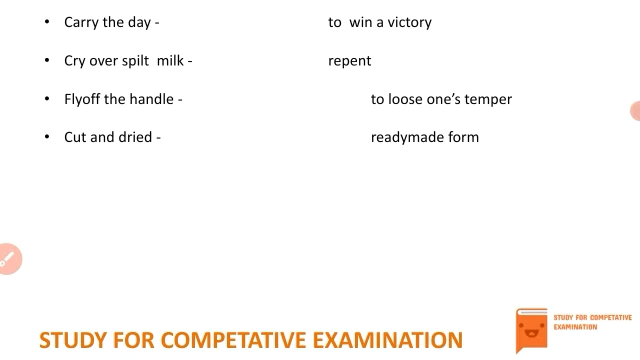 • Carry the day - to win a victory
• Cry over spilt milk - repent
• Flyoff the handle - to loose one’s temper
• Cut and dried - readymade form
STUDY FOR COMPETATIVE EXAMINATION
STUDY FOR COMPETATIVE
EXAMINATION